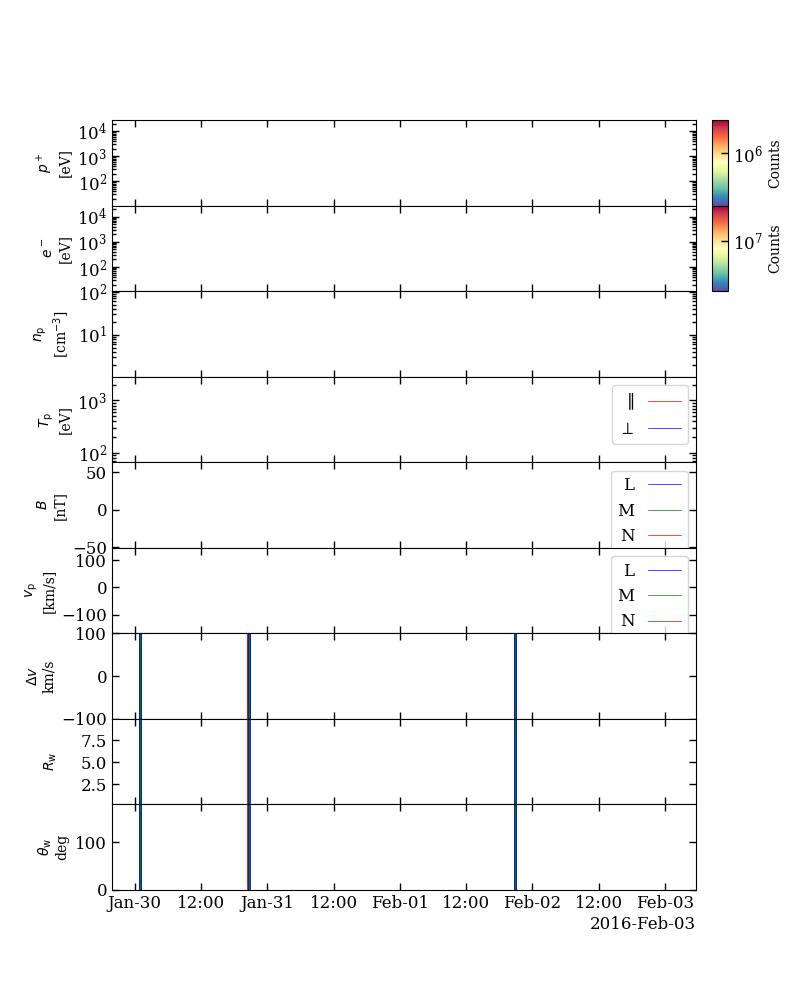 p⁺
[eV]
10⁴
10³
10²
10⁶
Counts
e⁻
[eV]
10⁴
10³
10²
10⁷
Counts
nₚ
[cm⁻³]
10²
10¹
Tₚ
[eV]
10³
10²
∥
⊥
B
[nT]
50
0
−50
L
M
N
vₚ
[km/s]
100
0
−100
L
M
N
Δv
km/s
100
0
−100
R_w
7.5
5.0
2.5
θ_w
deg
100
0
Jan-30 12:00 Jan-31 12:00 Feb-01 12:00 Feb-02 12:00 Feb-03
2016-Feb-03